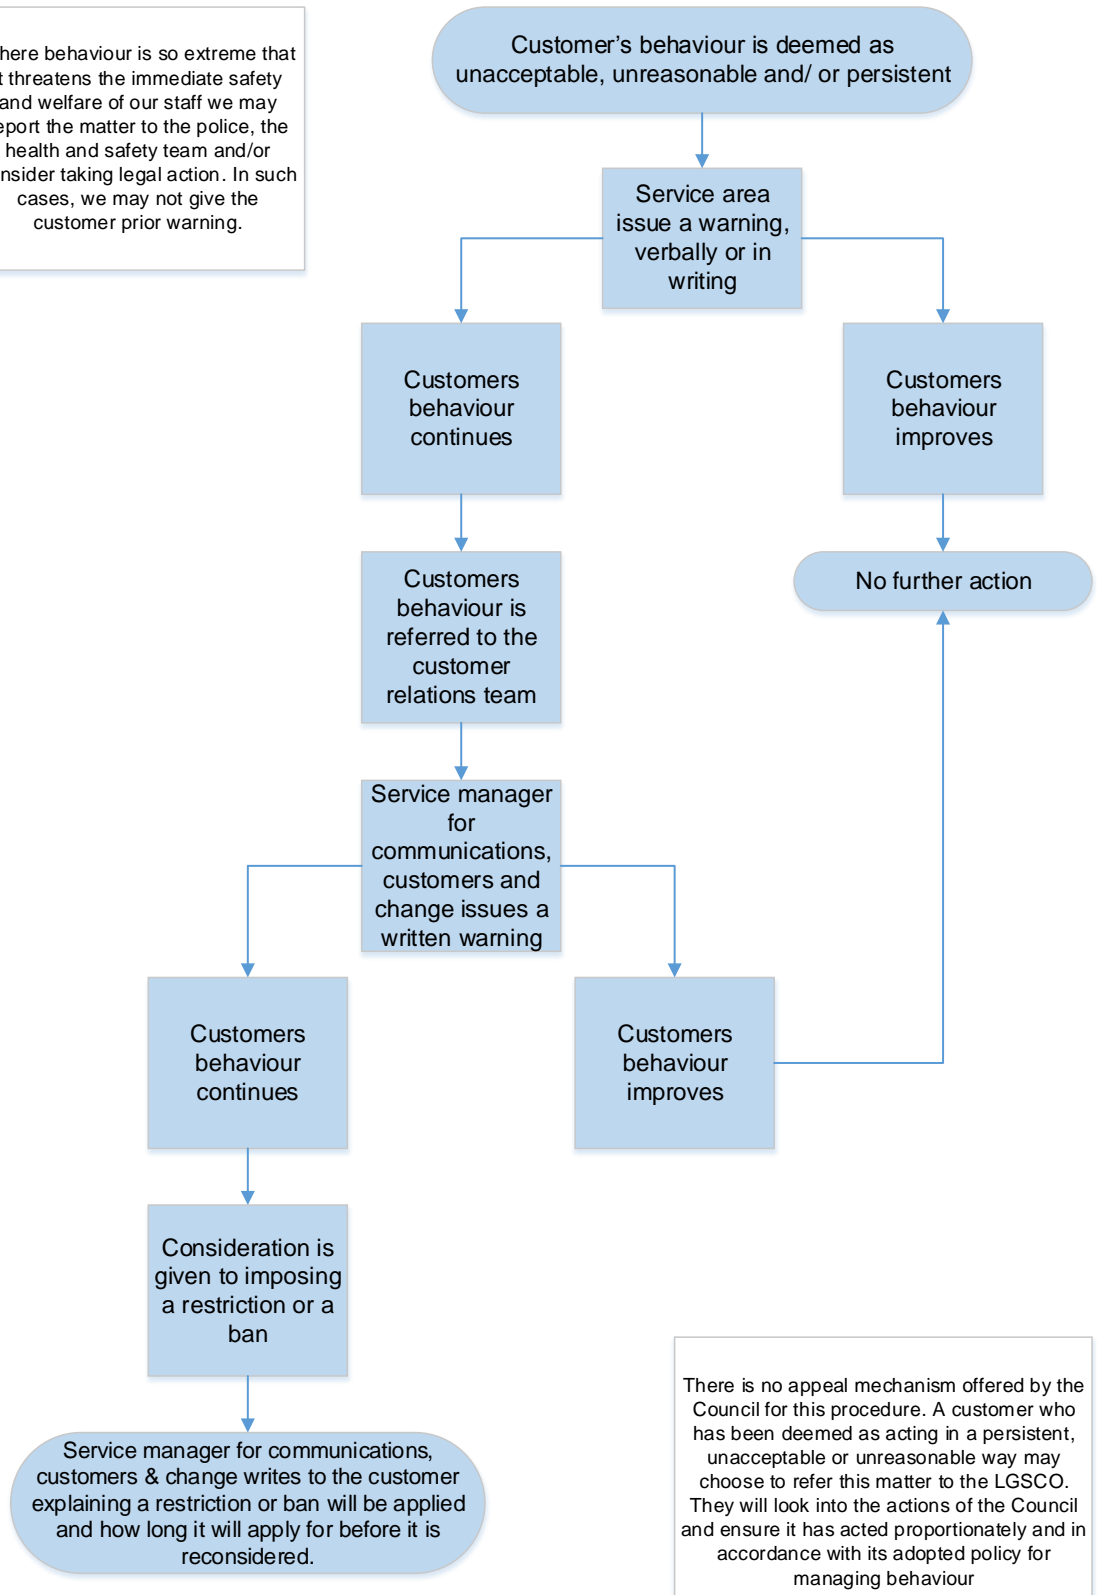 here behaviour is so extreme that
t threatens the immediate safety
and welfare of our staff we may
eport the matter to the police, the
health and safety team and/or
nsider taking legal action. In such
cases, we may not give the
customer prior warning.
Customer's behaviour is deemed as
unacceptable, unreasonable and/ or persistent
Service area
issue a warning,
verbally or in
writing
Customers
behaviour
continues
Customers
behaviour
improves
Customers
behaviour is
referred to the
customer
relations team
No further action
Service manager
for
communications,
customers and
change issues a
written warning
Customers
behaviour
continues
Customers
behaviour
improves
Consideration is
given to imposing
a restriction or a
ban
Service manager for communications,
customers & change writes to the customer
explaining a restriction or ban will be applied
and how long it will apply for before it is
reconsidered.
There is no appeal mechanism offered by the
Council for this procedure. A customer who
has been deemed as acting in a persistent,
unacceptable or unreasonable way may
choose to refer this matter to the LGSCO.
They will look into the actions of the Council
and ensure it has acted proportionately and in
accordance with its adopted policy for
managing behaviour